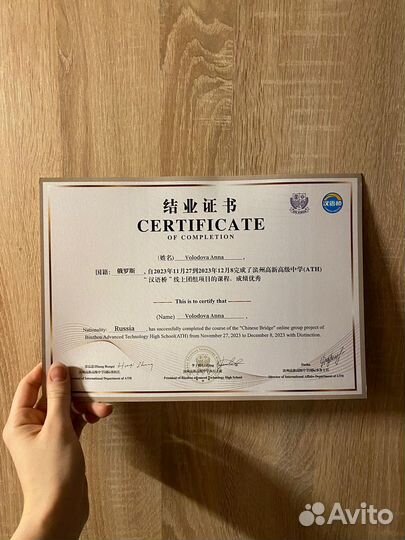 汉语桥
结业证书
CERTIFICATE
OF COMPLETION
(姓名) Volodova Anna ,
国籍: 俄罗斯 , 自2023年11月27到2023年12月8完成了滨州高新高级中学(ATH)
“汉语桥”线上团组项目的课程. 成绩优秀
This is to certify that
(Name) Volodova Anna ,
Nationality: Russia , has successfully completed the course of the "Chinese Bridge" online group project of
Binzhou Advanced Technology High School(ATH) from November 27, 2023 to December 8, 2023 with Distinction.
of International Department of ATH
President of Binzhou Advanced Technology High School
Director of International Affairs Department of ATH
Avito